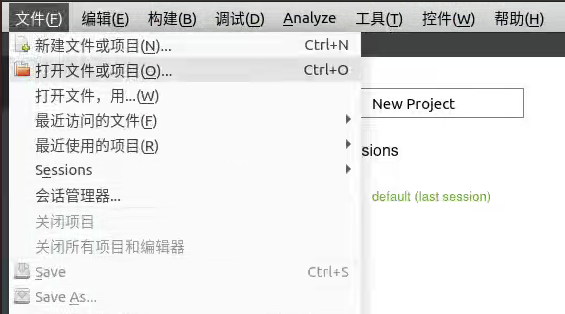 文件(F) 编辑(E) 构建(B) 调试(D) Analyze 工具(T) 控件(W) 帮助(H)
新建文件或项目(N)... Ctrl+N
打开文件或项目(O)... Ctrl+O
打开文件，用...(W)
New Project
最近访问的文件(F)
最近使用的项目(R)
sions
Sessions
会话管理器...
default (last session)
关闭项目
关闭所有项目和编辑器
Save Ctrl+S
Save As...